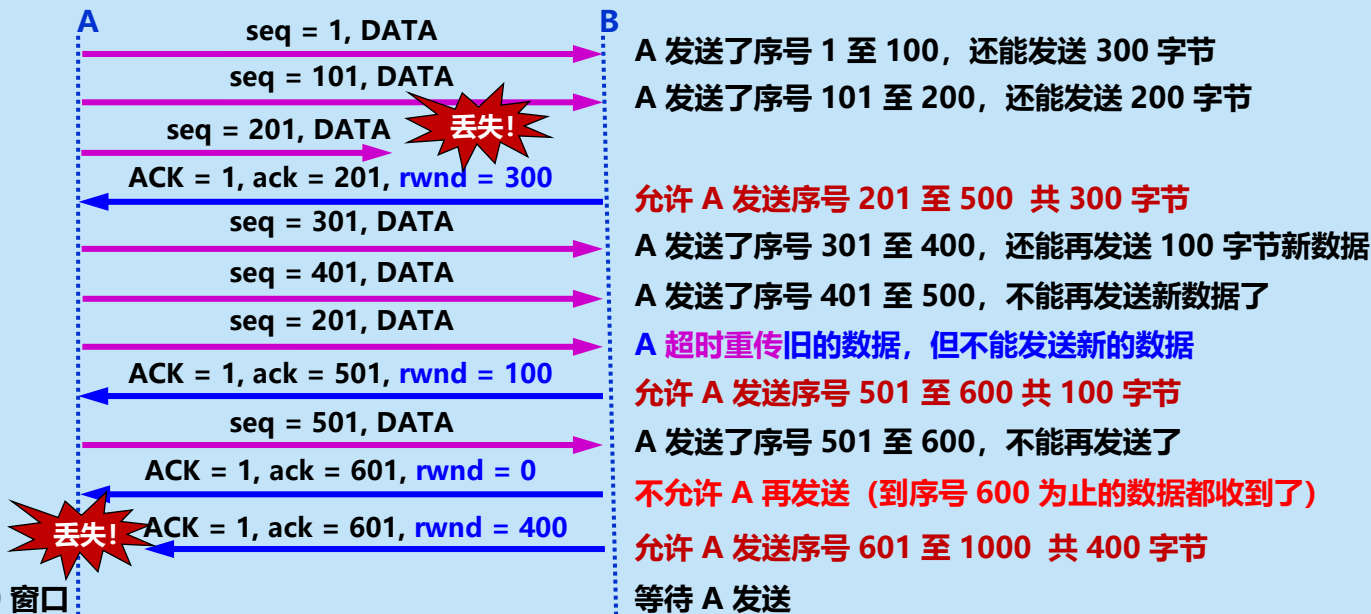 A B
seq = 1, DATA
A 发送了序号 1 至 100，还能发送 300 字节
seq = 101, DATA
A 发送了序号 101 至 200，还能发送 200 字节
seq = 201, DATA
丢失！
ACK = 1, ack = 201, rwnd = 300
允许 A 发送序号 201 至 500 共 300 字节
seq = 301, DATA
A 发送了序号 301 至 400，还能再发送 100 字节新数据
seq = 401, DATA
A 发送了序号 401 至 500，不能再发送新数据了
seq = 201, DATA
A 超时重传旧的数据，但不能发送新的数据
ACK = 1, ack = 501, rwnd = 100
允许 A 发送序号 501 至 600 共 100 字节
seq = 501, DATA
A 发送了序号 501 至 600，不能再发送了
ACK = 1, ack = 601, rwnd = 0
不允许 A 再发送（到序号 600 为止的数据都收到了）
丢失！
ACK = 1, ack = 601, rwnd = 400
允许 A 发送序号 601 至 1000 共 400 字节
窗口
等待 A 发送